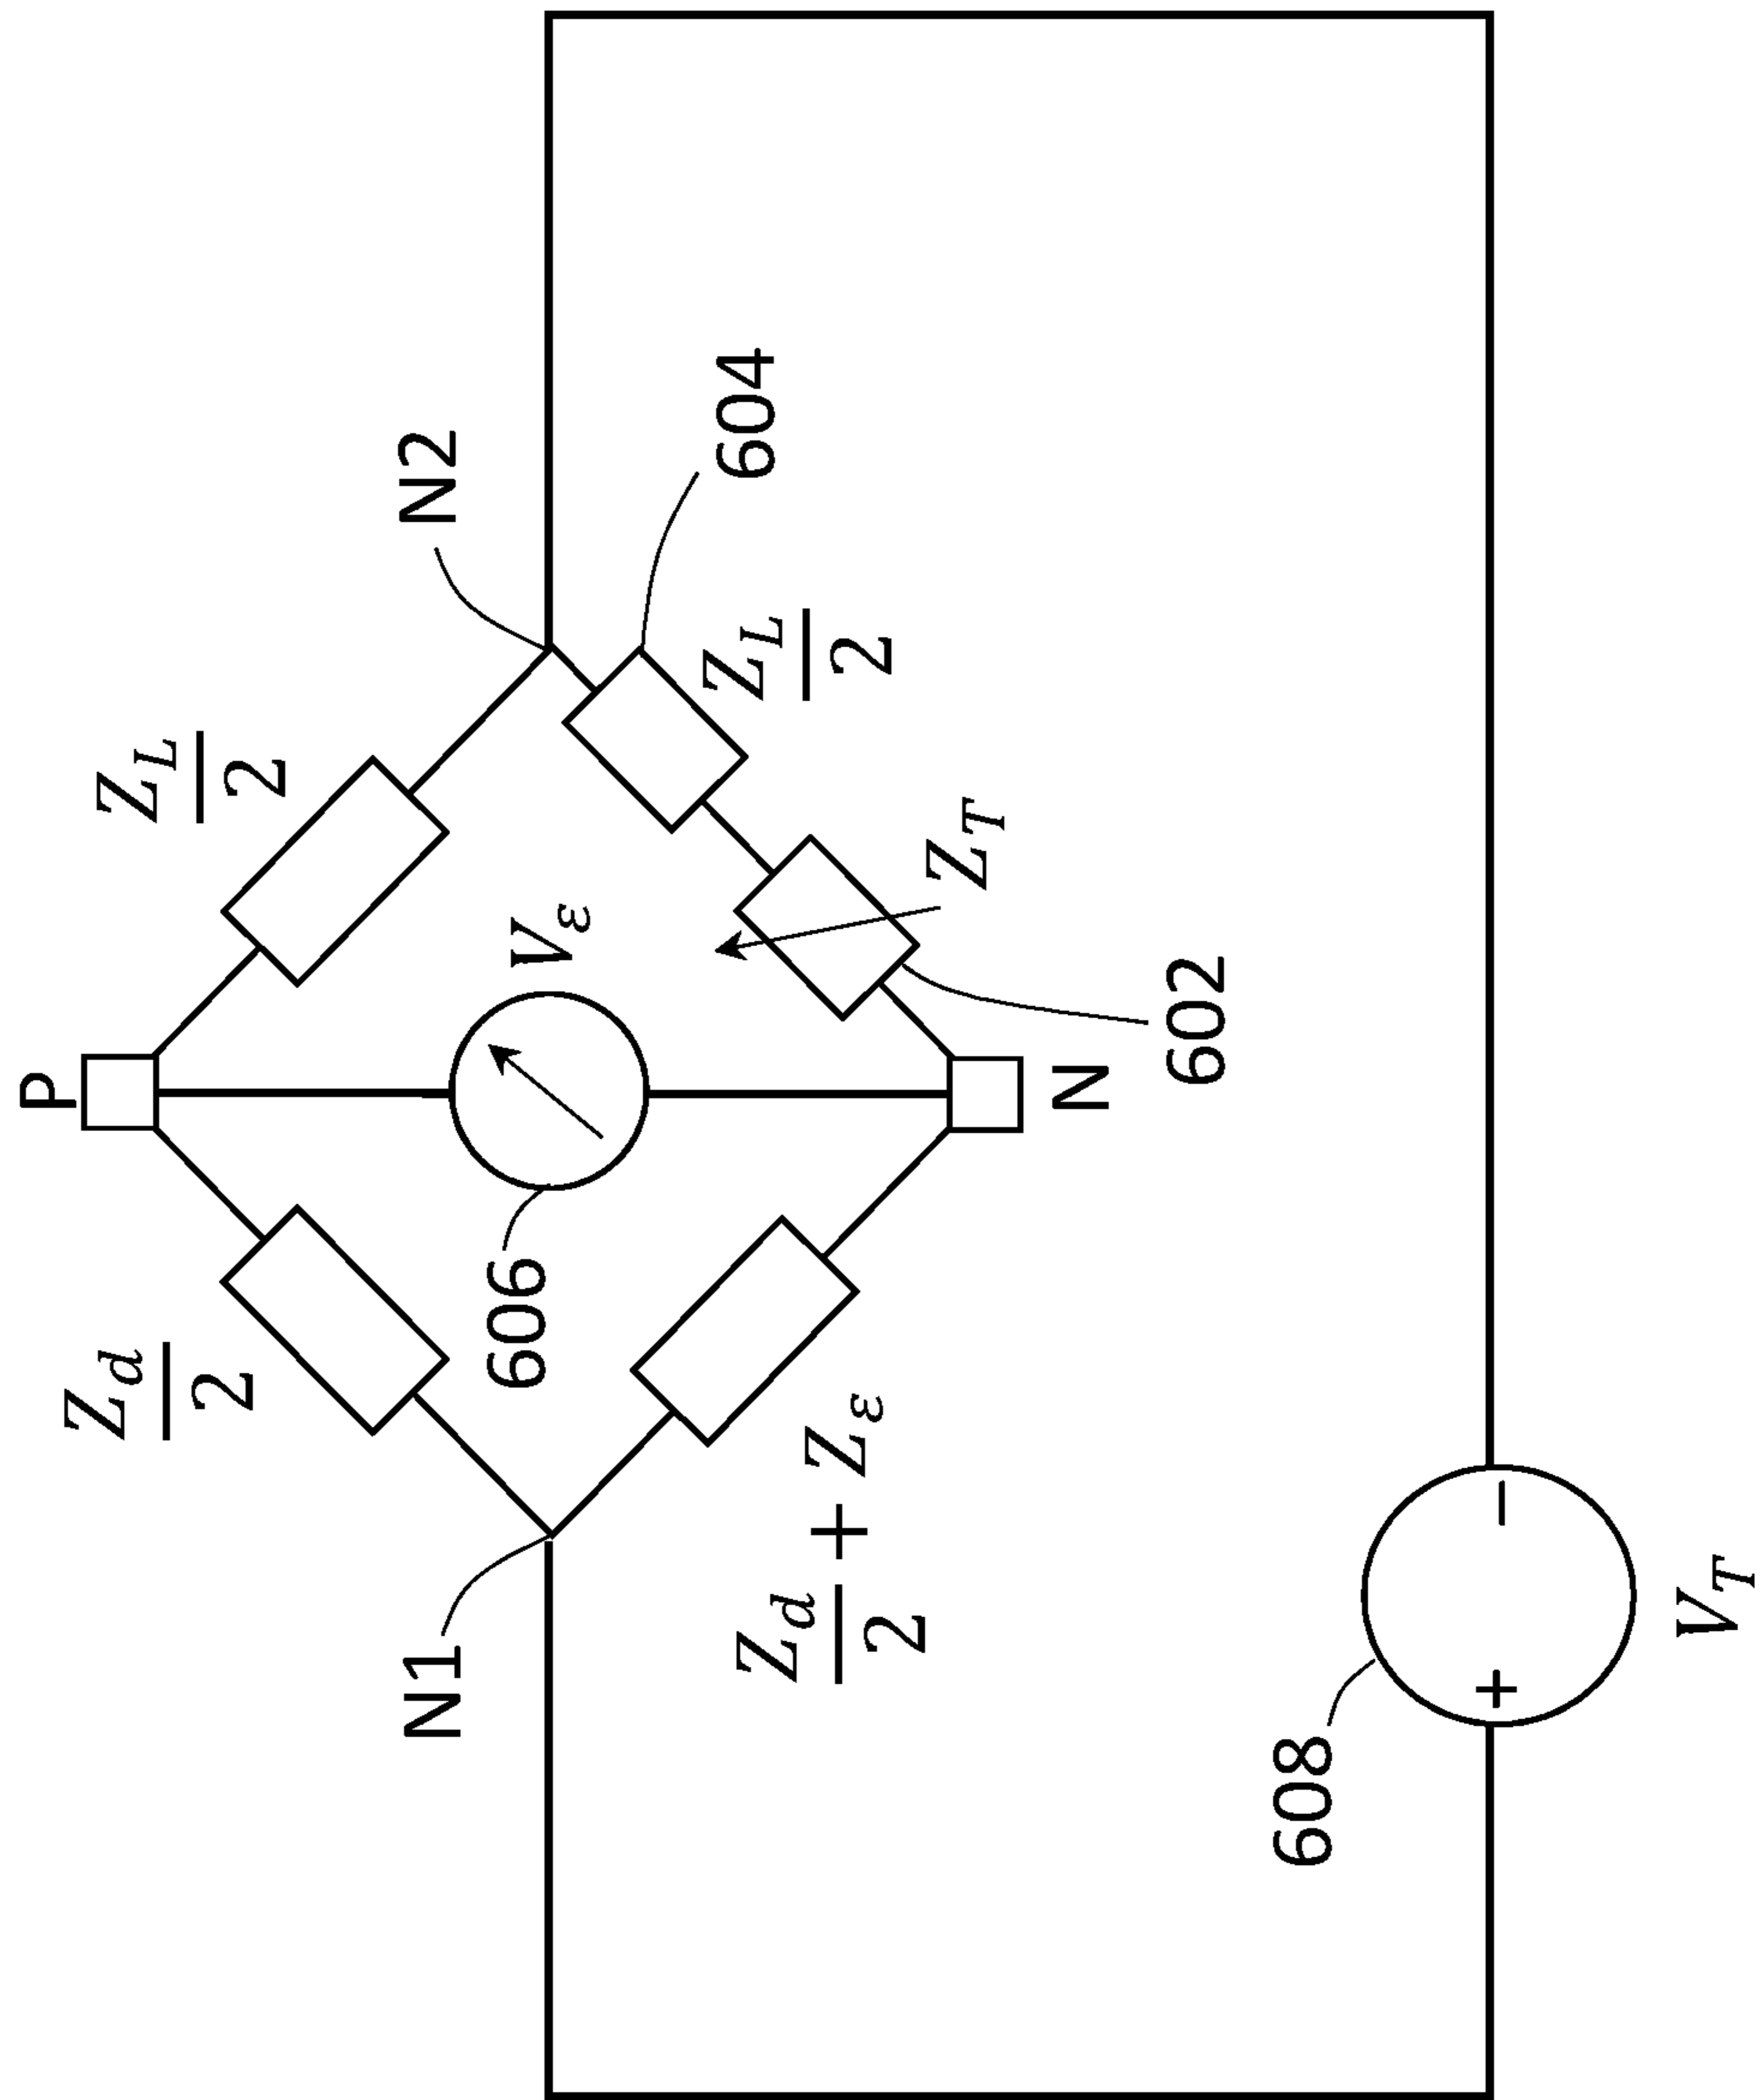 P
Z_d/2
Z_L/2
N1
N2
606
V_ε
604
Z_d/2 + Z_ε
Z_L/2
Z_T
N
602
608
+
−
V_T